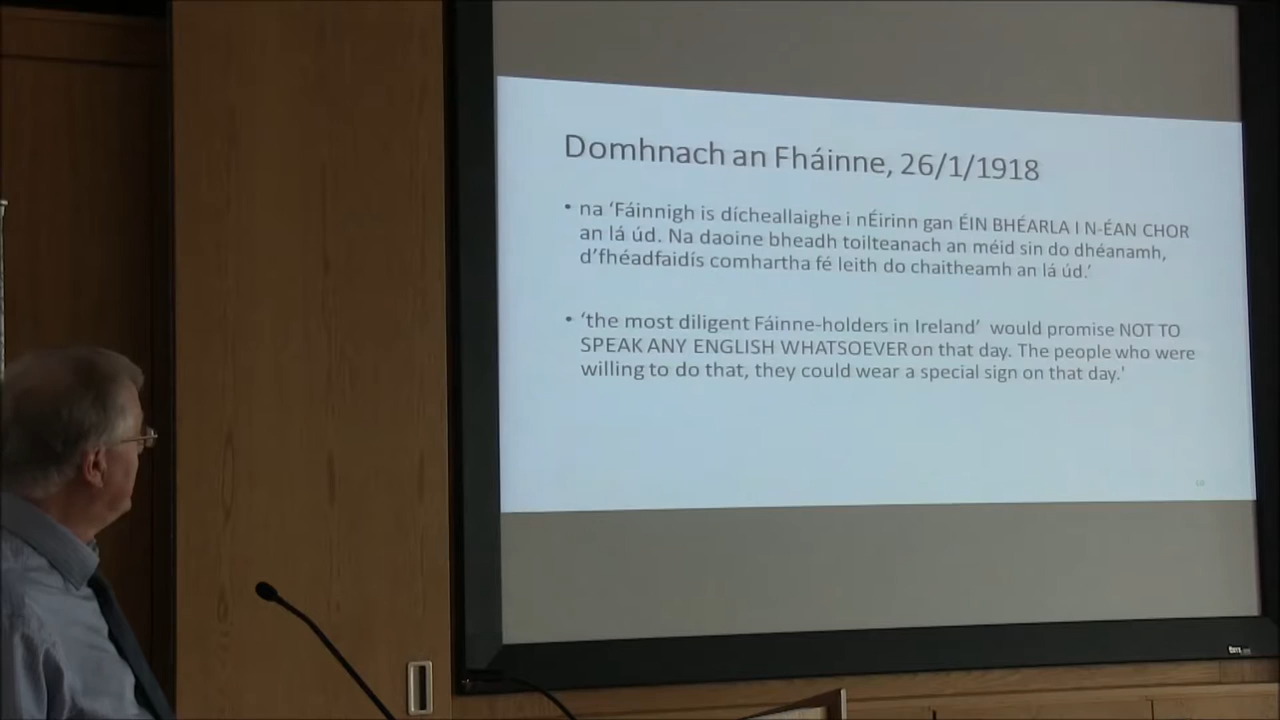 Domhnach an Fháinne, 26/1/1918
• na ‘Fáinnigh is dícheallaighe i nÉirinn gan ÉIN BHÉARLA I N-ÉAN CHOR
an lá úd. Na daoine bheadh toilteanach an méid sin do dhéanamh,
d’fhéadfaidís comhartha fé leith do chaitheamh an lá úd.’
• ‘the most diligent Fáinne-holders in Ireland’ would promise NOT TO
SPEAK ANY ENGLISH WHATSOEVER on that day. The people who were
willing to do that, they could wear a special sign on that day.'